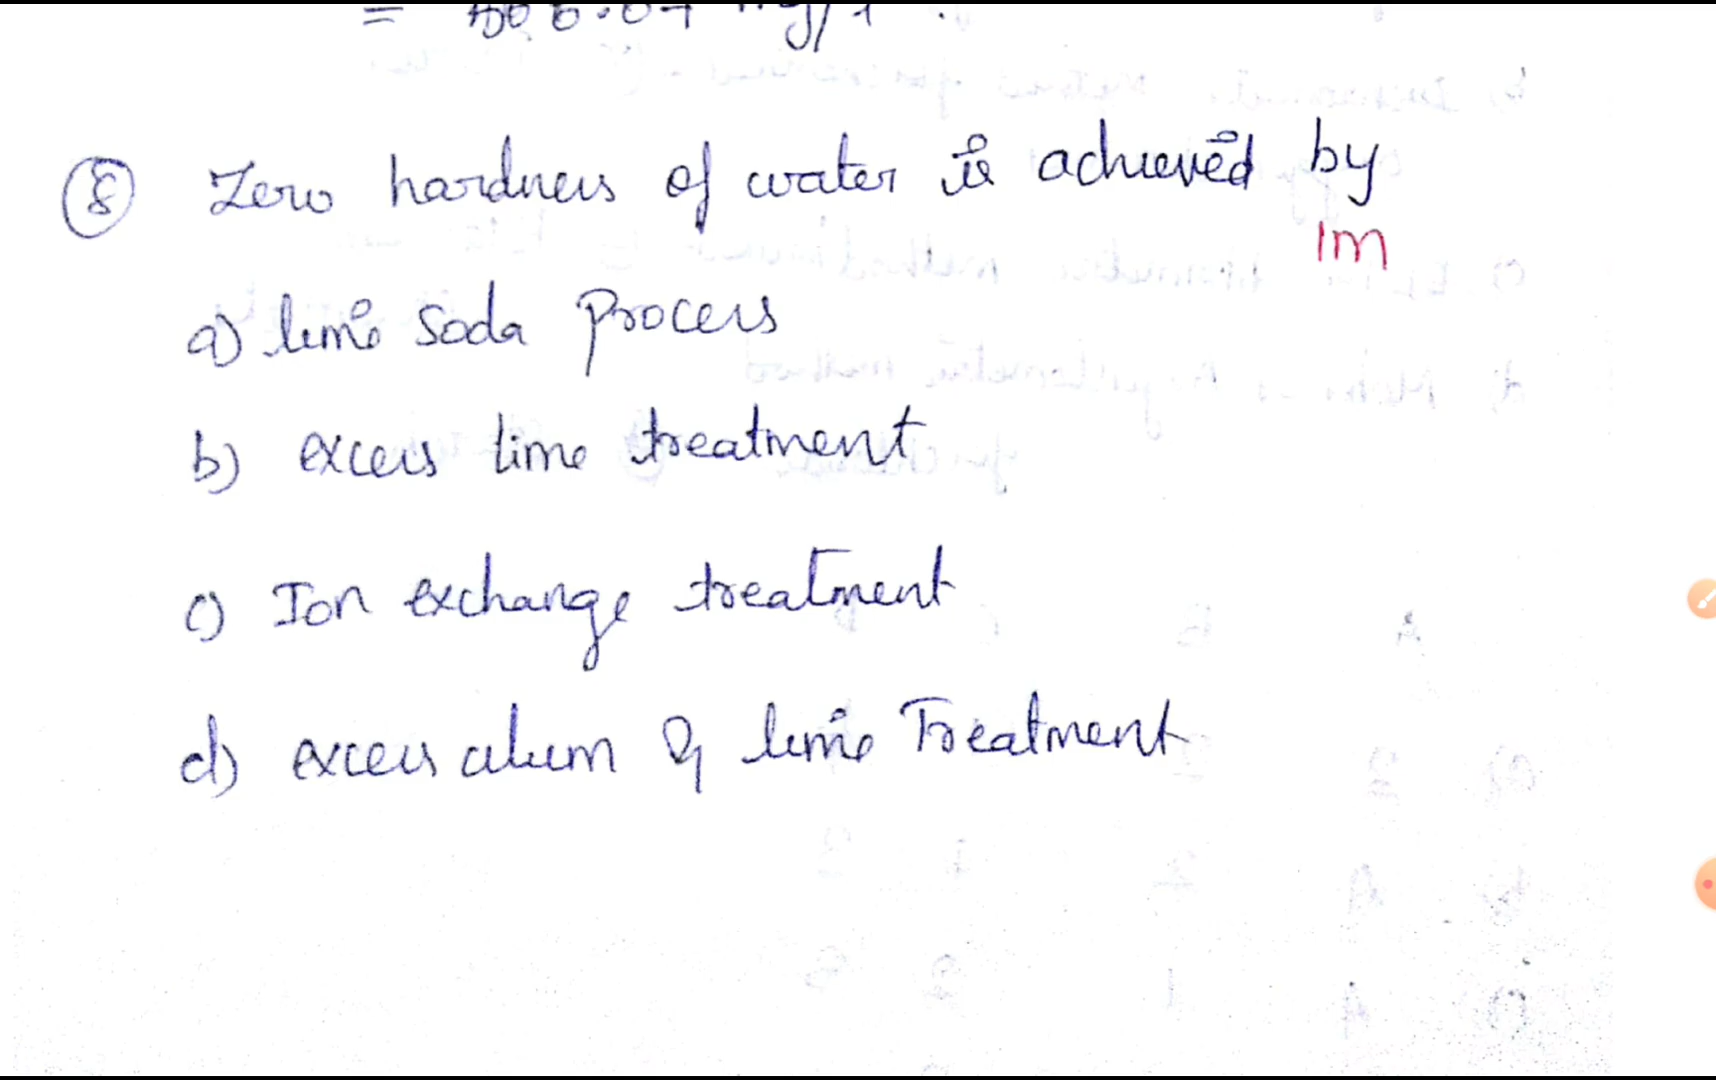 ⑧ Zero hardness of water is achieved by
1m
a) lime soda process
b) excess lime treatment
c) Ion exchange treatment
d) excess alum & lime Treatment